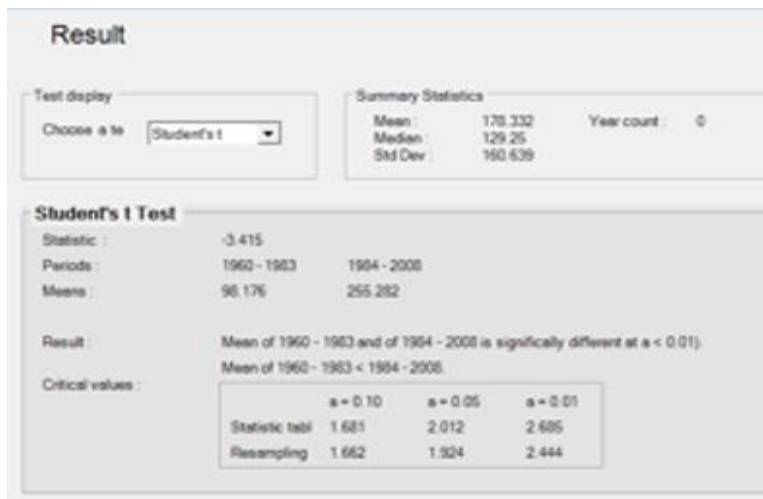 Result
Test display
Choose a te Student's t
Summary Statistics
Mean : 178.332 Year count : 0
Median : 129.25
Std Dev : 160.639
Student's t Test
Statistic : -3.415
Periods : 1960 - 1983 1984 - 2008
Means : 98.176 255.282
Result : Mean of 1960 - 1983 and of 1984 - 2008 is significally different at a < 0.01).
Mean of 1960 - 1983 < 1984 - 2008.
Critical values :
a = 0.10 a = 0.05 a = 0.01
Statistic tabl 1.681 2.012 2.685
Resampling 1.662 1.924 2.444